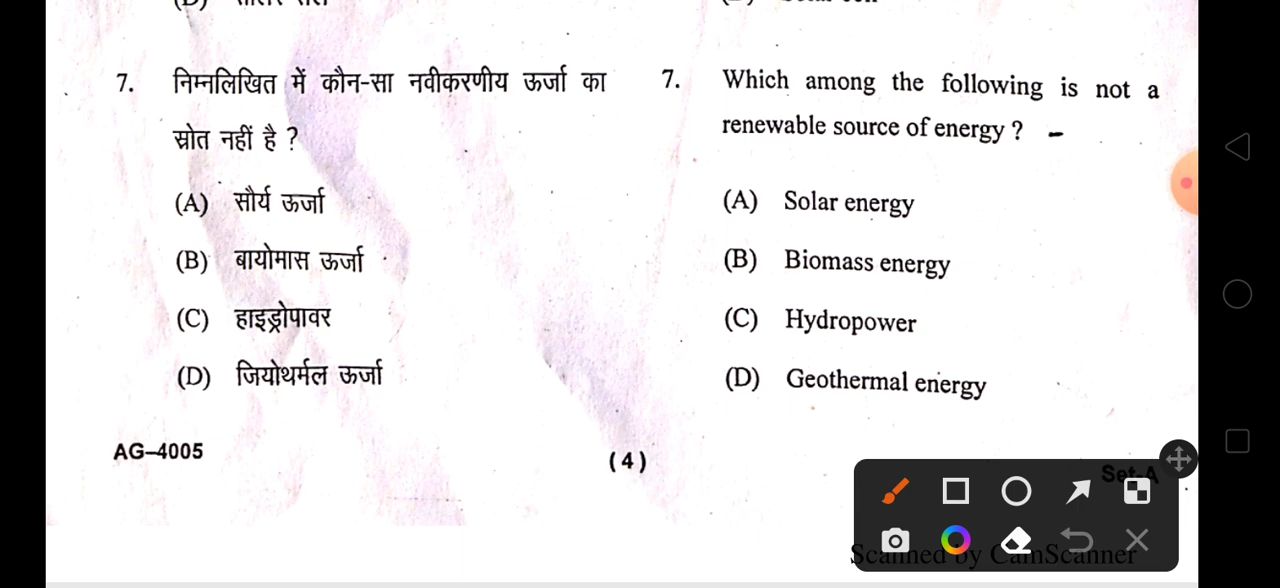 7. निम्नलिखित में कौन-सा नवीकरणीय ऊर्जा का
स्रोत नहीं है ?
(A) सौर्य ऊर्जा
(B) बायोमास ऊर्जा
(C) हाइड्रोपावर
(D) जियोथर्मल ऊर्जा
7. Which among the following is not a
renewable source of energy ?
(A) Solar energy
(B) Biomass energy
(C) Hydropower
(D) Geothermal energy
AG–4005
( 4 )
Set-A
Scanned by CamScanner